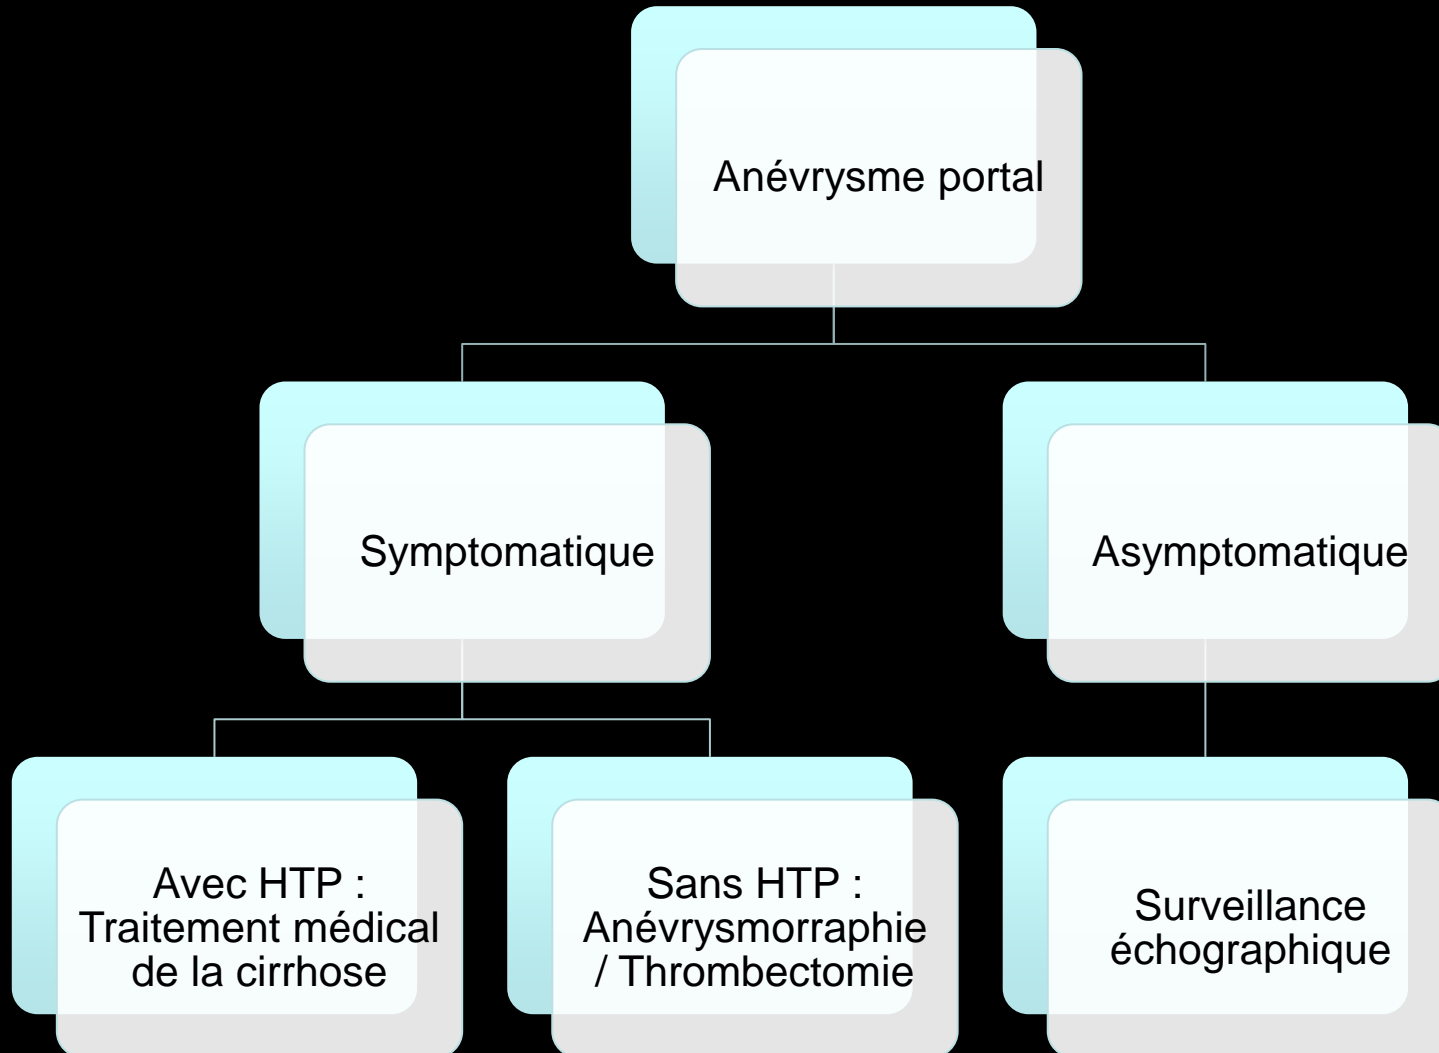 Anévrysme portal
Symptomatique
Asymptomatique
Avec HTP :
Traitement médical
de la cirrhose
Sans HTP :
Anévrysmorraphie
/ Thrombectomie
Surveillance
échographique